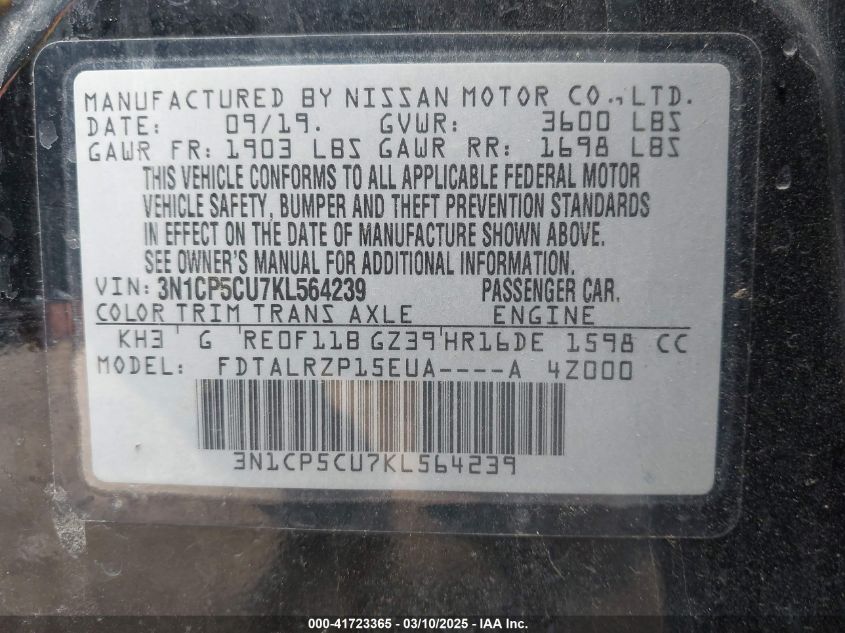 MANUFACTURED BY NISSAN MOTOR CO., LTD.
DATE: 09/19. GVWR: 3600 LBS
GAWR FR: 1903 LBS GAWR RR: 1698 LBS
THIS VEHICLE CONFORMS TO ALL APPLICABLE FEDERAL MOTOR
VEHICLE SAFETY, BUMPER AND THEFT PREVENTION STANDARDS
IN EFFECT ON THE DATE OF MANUFACTURE SHOWN ABOVE.
SEE OWNER'S MANUAL FOR ADDITIONAL INFORMATION.
VIN: 3N1CP5CU7KL564239 PASSENGER CAR.
COLOR TRIM TRANS AXLE ENGINE
KH3 G RE0F11B GZ39 HR16DE 1598 CC
MODEL: FDTALRZP15EUA----A 4Z000
3N1CP5CU7KL564239
000-41723365 - 03/10/2025 - IAA Inc.